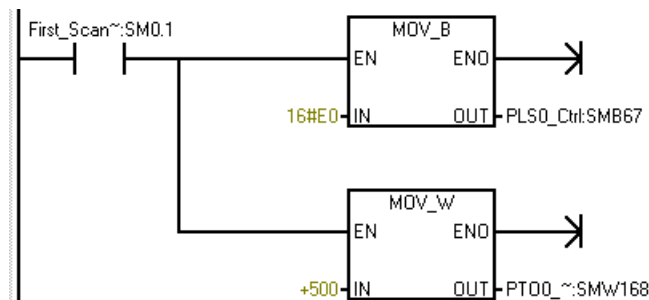 First_Scan~:SM0.1
MOV_B
EN ENO
16#E0 IN OUT PLS0_Ctrl:SMB67
MOV_W
EN ENO
+500 IN OUT PTO0_~:SMW168